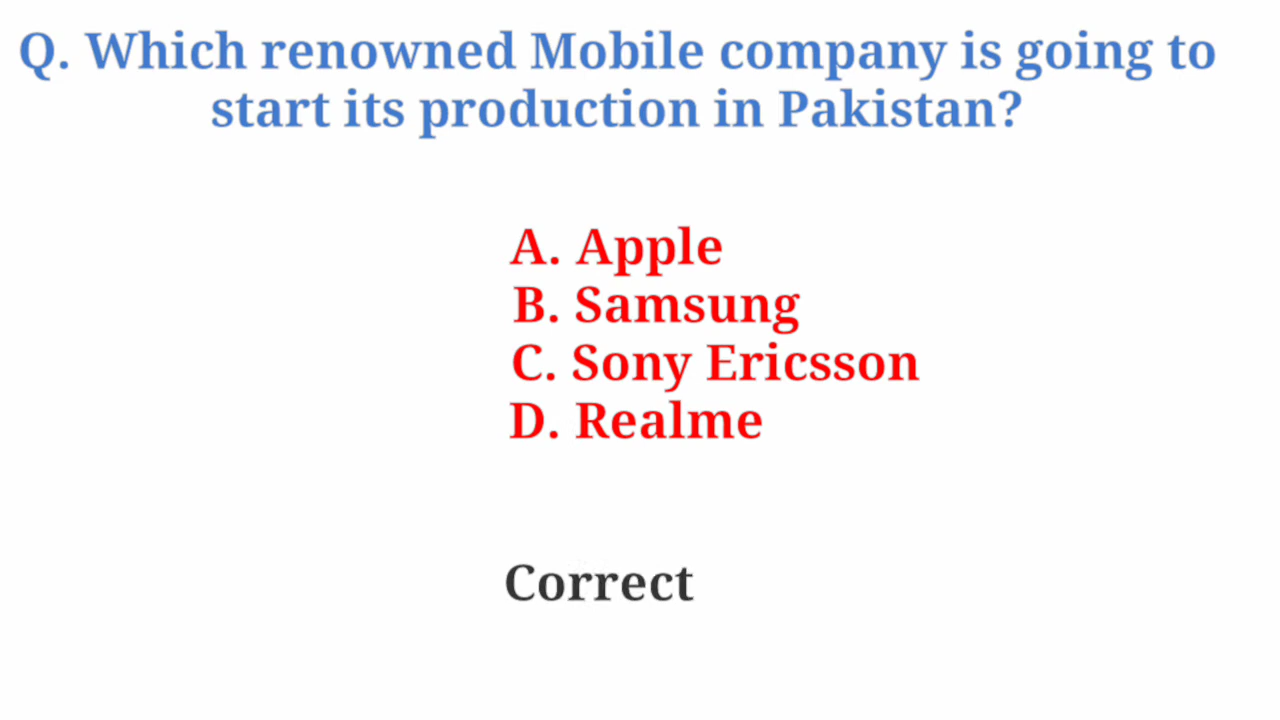 Q. Which renowned Mobile company is going to
start its production in Pakistan?
A. Apple
B. Samsung
C. Sony Ericsson
D. Realme
Correct